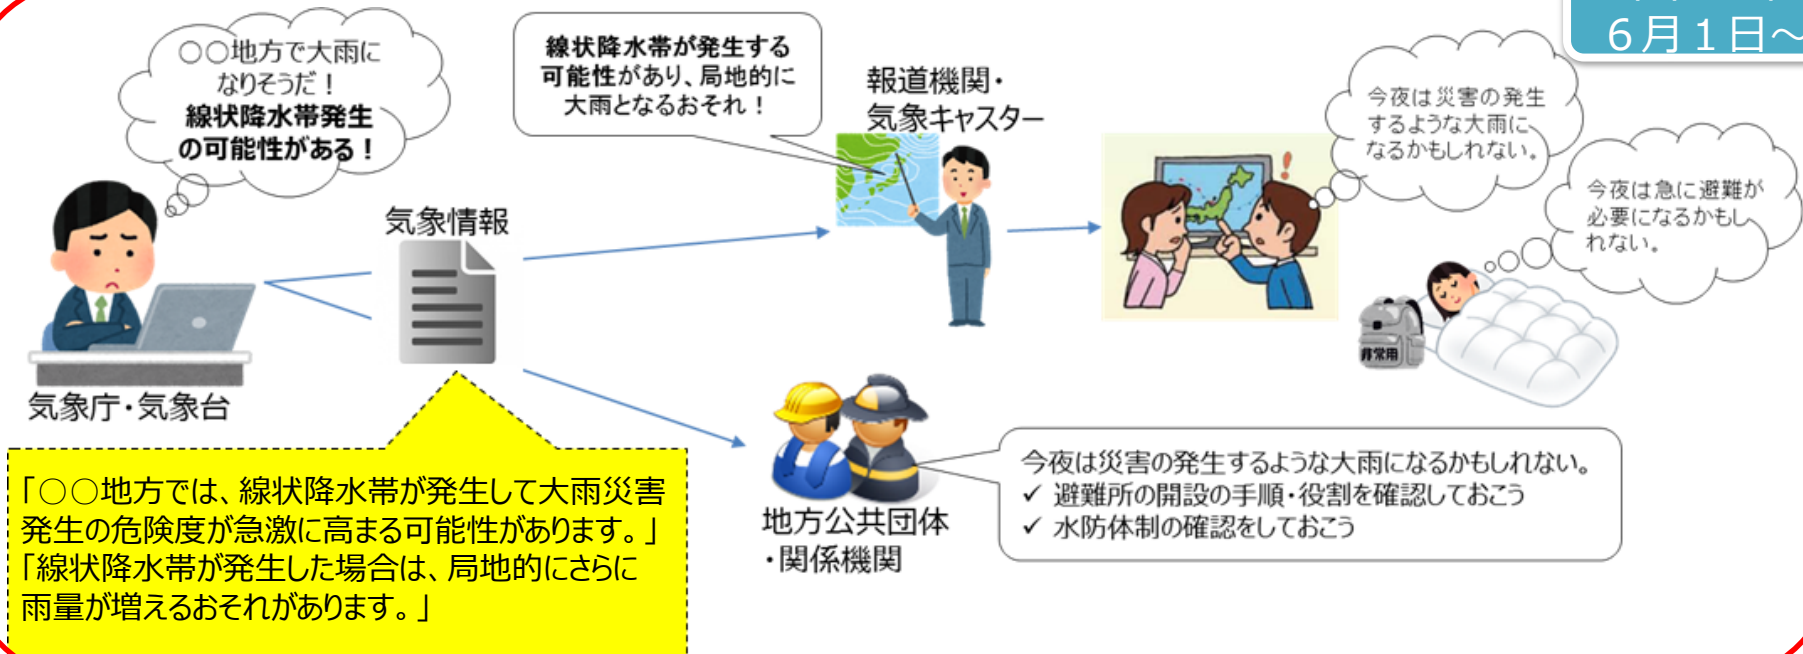 ６月１日～
○○地方で大雨に
なりそうだ！
線状降水帯発生
の可能性がある！
線状降水帯が発生する
可能性があり、局地的に
大雨となるおそれ！
報道機関・
気象キャスター
今夜は災害の発生
するような大雨に
なるかもしれない。
今夜は急に避難が
必要になるかもし
れない。
気象情報
非常用
気象庁・気象台
「○○地方では、線状降水帯が発生して大雨災害
発生の危険度が急激に高まる可能性があります。」
「線状降水帯が発生した場合は、局地的にさらに
雨量が増えるおそれがあります。」
地方公共団体
・関係機関
今夜は災害の発生するような大雨になるかもしれない。
✓ 避難所の開設の手順・役割を確認しておこう
✓ 水防体制の確認をしておこう